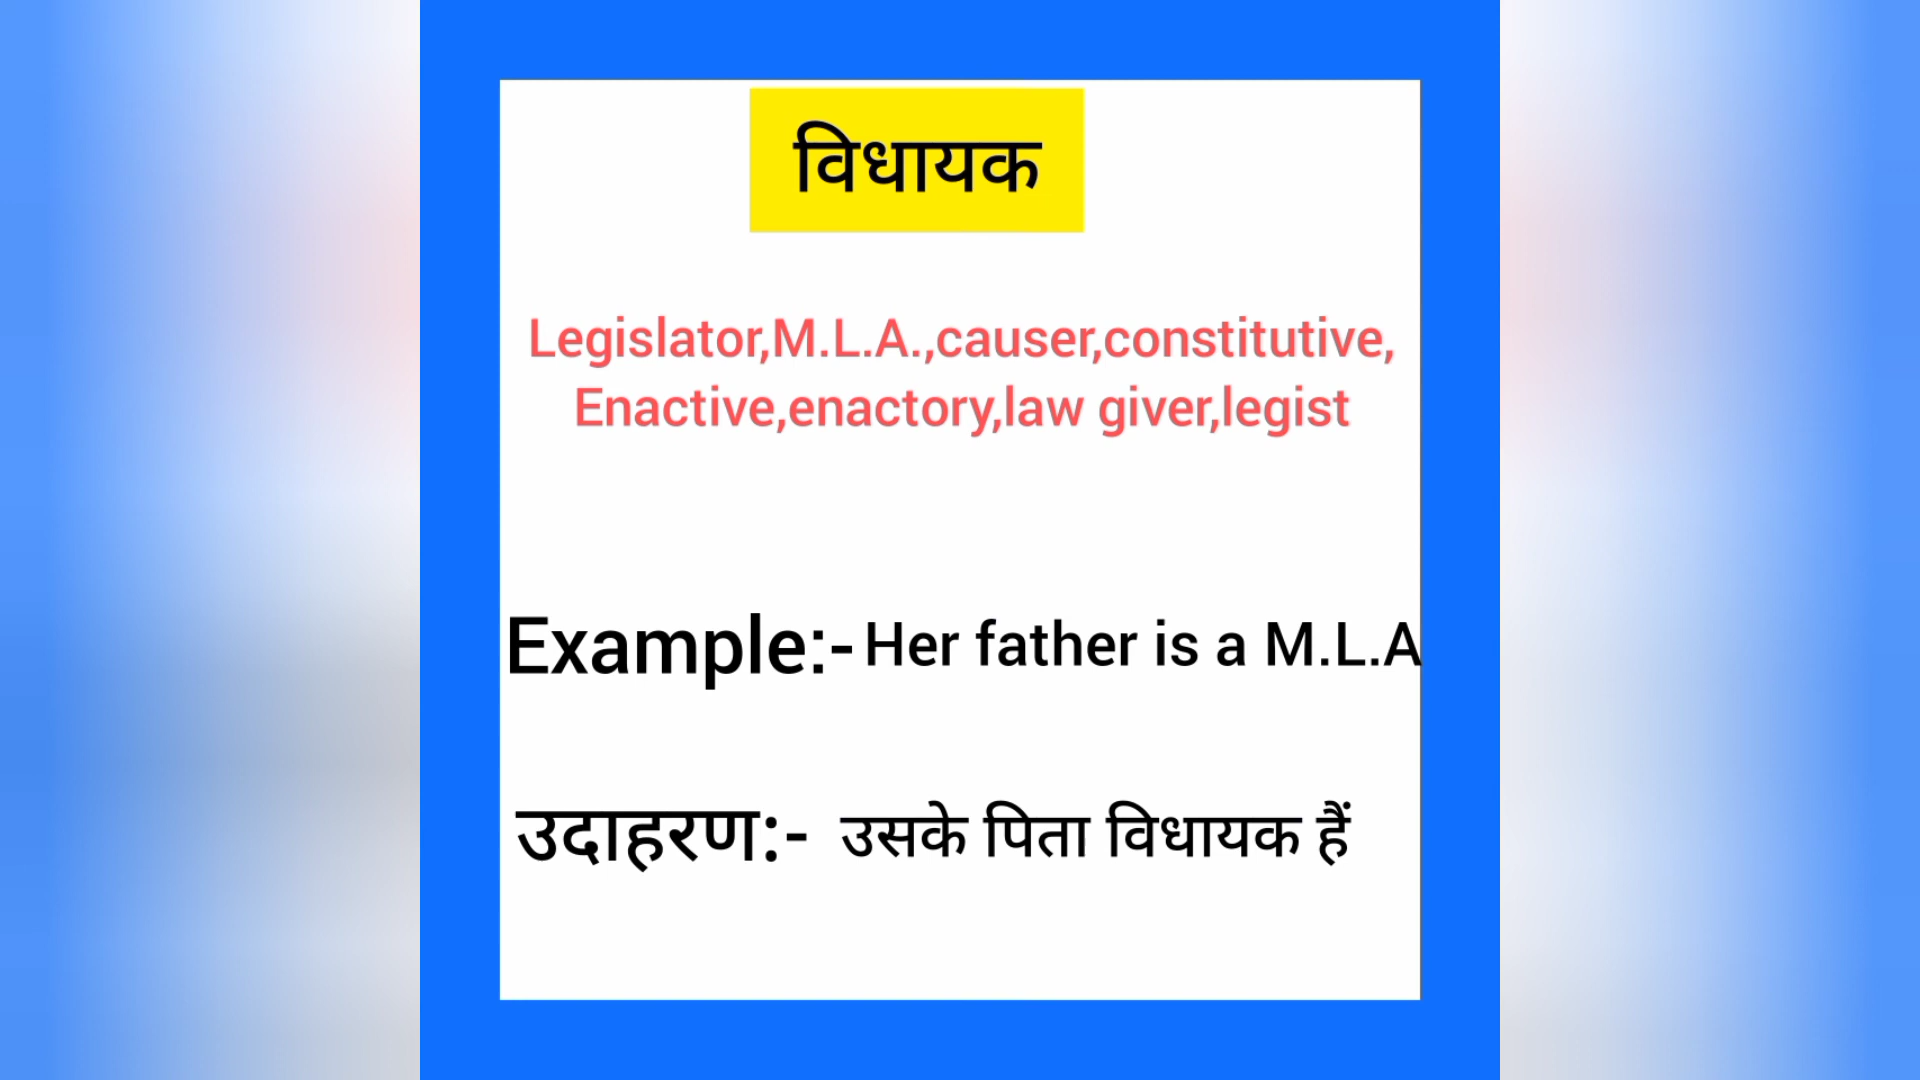 विधायक
Legislator,M.L.A.,causer,constitutive,
Enactive,enactory,law giver,legist
Example:- Her father is a M.L.A
उदाहरण:- उसके पिता विधायक हैं